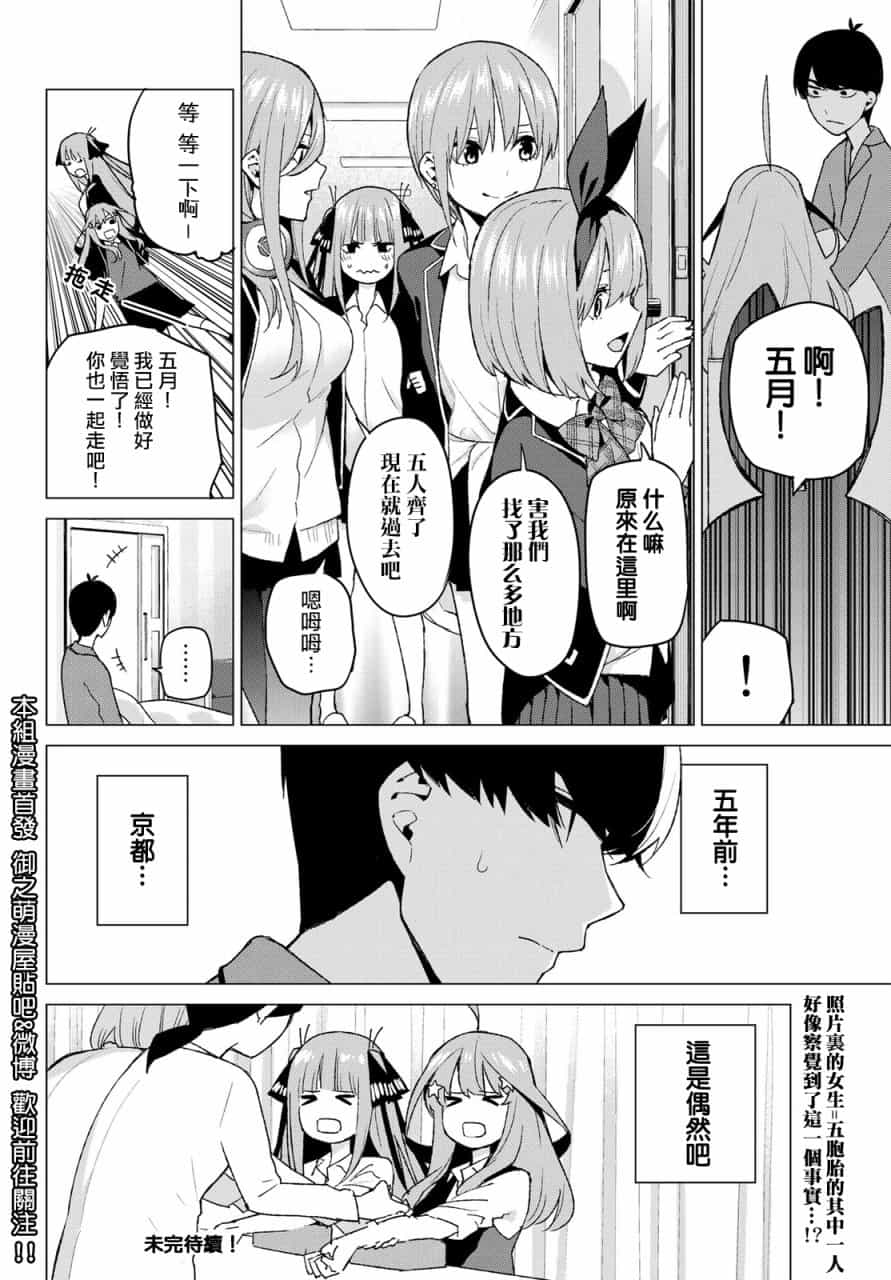 啊！
五月！
！
什么嘛
原來在這里啊
害我們
找了那么多地方
五人齊了
現在就過去吧
嗯呣呣…
等 等一下啊－
拖走
五月！
我已經做好
覺悟了！
你也一起走吧！
……
五年前…
京都…
這是偶然吧
照片裏的女生=五胞胎的其中一人
好像察覺到了這一個事實…!?
未完待續！
本組漫畫首發 御之萌漫屋貼吧&微博 歡迎前往關注!!